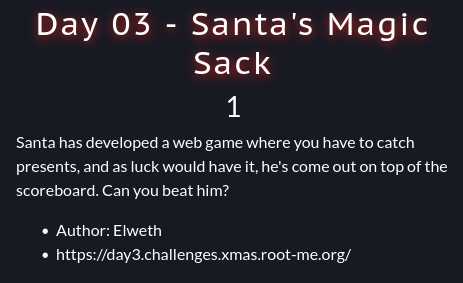 Day 03 - Santa's Magic
Sack
1
Santa has developed a web game where you have to catch
presents, and as luck would have it, he's come out on top of the
scoreboard. Can you beat him?
• Author: Elweth
• https://day3.challenges.xmas.root-me.org/